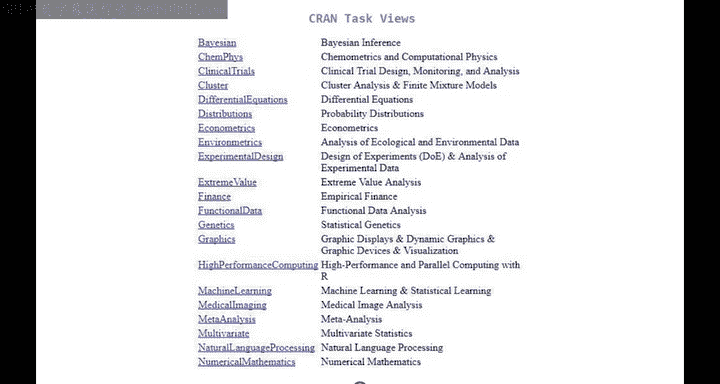 CRAN Task Views
Bayesian Bayesian Inference
ChemPhys Chemometrics and Computational Physics
ClinicalTrials Clinical Trial Design, Monitoring, and Analysis
Cluster Cluster Analysis & Finite Mixture Models
DifferentialEquations Differential Equations
Distributions Probability Distributions
Econometrics Econometrics
Environmetrics Analysis of Ecological and Environmental Data
ExperimentalDesign Design of Experiments (DoE) & Analysis of
Experimental Data
ExtremeValue Extreme Value Analysis
Finance Empirical Finance
FunctionalData Functional Data Analysis
Genetics Statistical Genetics
Graphics Graphic Displays & Dynamic Graphics &
Graphic Devices & Visualization
HighPerformanceComputing High-Performance and Parallel Computing with
R
MachineLearning Machine Learning & Statistical Learning
MedicalImaging Medical Image Analysis
MetaAnalysis Meta-Analysis
Multivariate Multivariate Statistics
NaturalLanguageProcessing Natural Language Processing
NumericalMathematics Numerical Mathematics